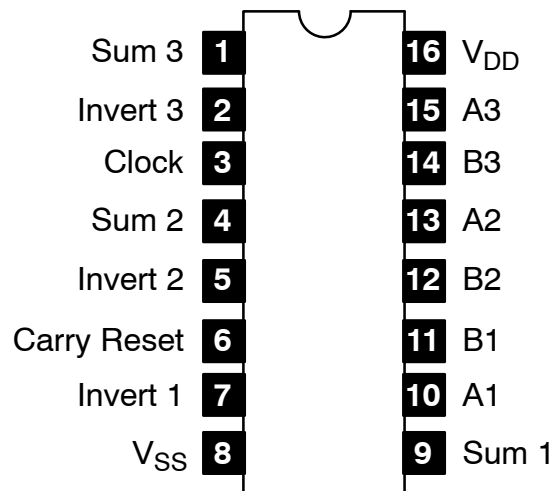 Sum 3 1 16 VDD
Invert 3 2 15 A3
Clock 3 14 B3
Sum 2 4 13 A2
Invert 2 5 12 B2
Carry Reset 6 11 B1
Invert 1 7 10 A1
VSS 8 9 Sum 1